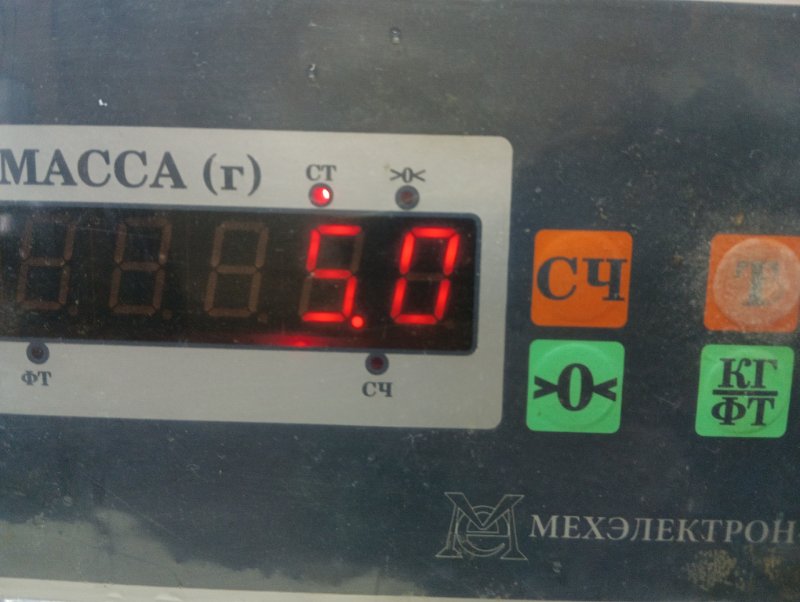 МАССА (г)
СТ
>0<
5.0
ФТ
СЧ
СЧ
Т
>0<
КГ
ФТ
МЕХЭЛЕКТРОН